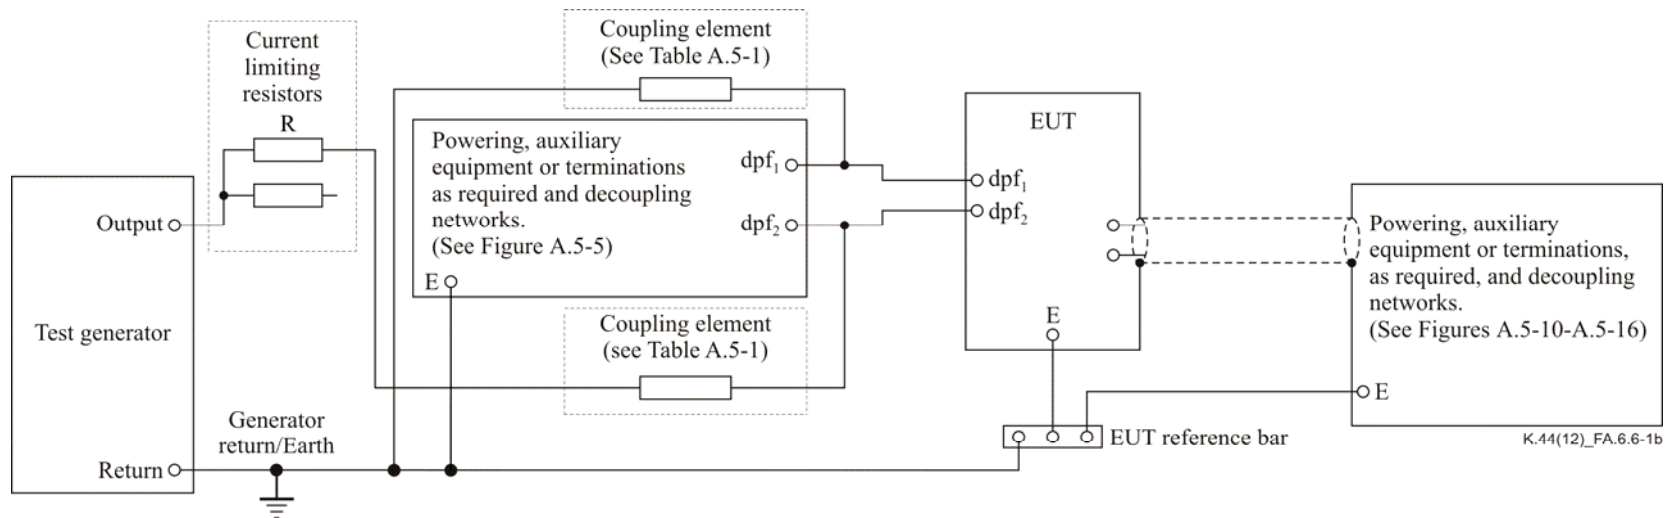 Current
limiting
resistors
R
Coupling element
(See Table A.5-1)
Powering, auxiliary
equipment or terminations
as required and decoupling
networks.
(See Figure A.5-5)
dpf₁
dpf₂
E
EUT
dpf₁
dpf₂
E
Output
Test generator
Return
Generator
return/Earth
Coupling element
(see Table A.5-1)
Powering, auxiliary
equipment or terminations,
as required, and decoupling
networks.
(See Figures A.5-10-A.5-16)
E
EUT reference bar
K.44(12)_FA.6.6-1b